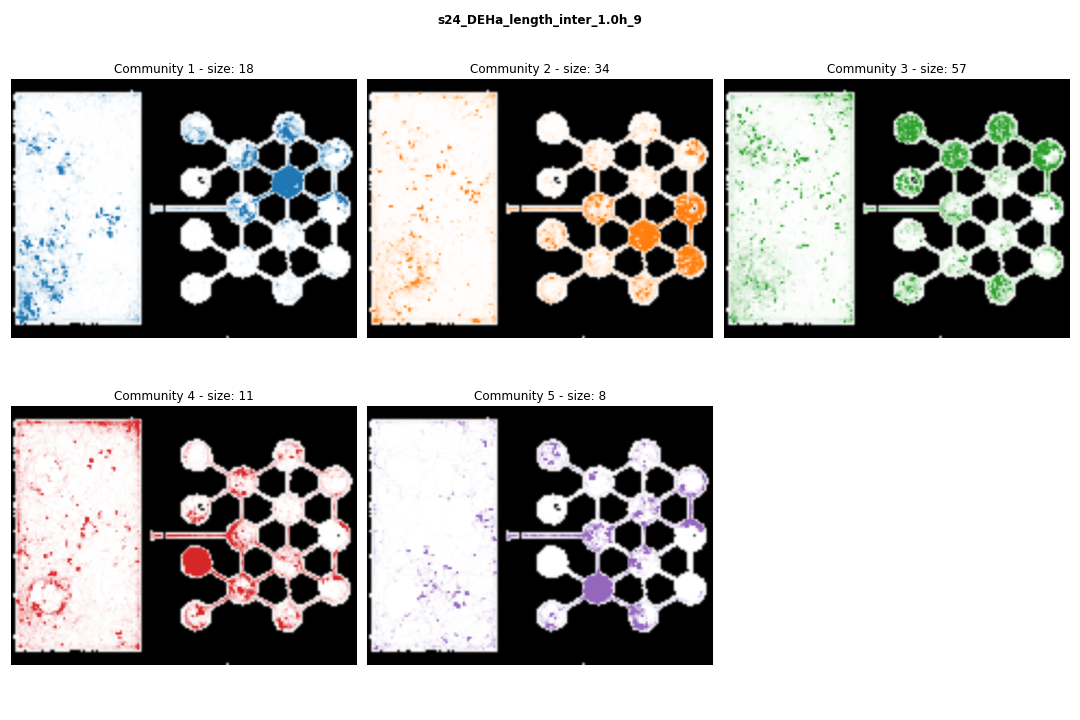 s24_DEHa_length_inter_1.0h_9
Community 1 - size: 18
Community 2 - size: 34
Community 3 - size: 57
Community 4 - size: 11
Community 5 - size: 8